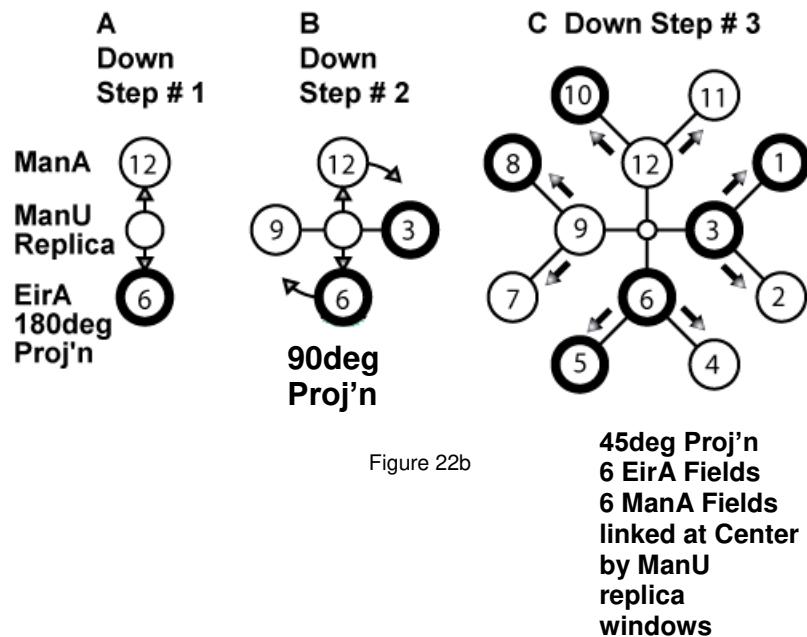 A
Down
Step # 1
ManA
12
ManU
Replica
EirA
180deg
Proj'n
6
B
Down
Step # 2
12
9
3
6
90deg
Proj’n
C Down Step # 3
10
11
8
12
1
9
3
7
6
2
5
4
Figure 22b
45deg Proj’n
6 EirA Fields
6 ManA Fields
linked at Center
by ManU
replica
windows